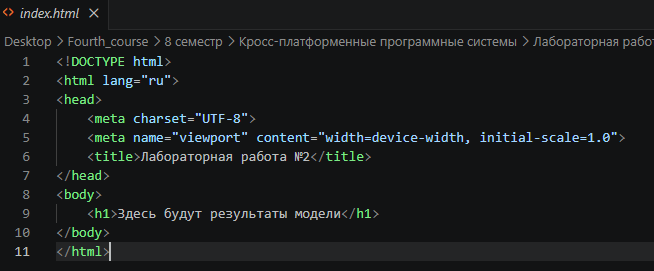 index.html ×
Desktop > Fourth_course > 8 семестр > Кросс-платформенные программные системы > Лабораторная рабо
1 <!DOCTYPE html>
2 <html lang="ru">
3 <head>
4     <meta charset="UTF-8">
5     <meta name="viewport" content="width=device-width, initial-scale=1.0">
6     <title>Лабораторная работа №2</title>
7 </head>
8 <body>
9     <h1>Здесь будут результаты модели</h1>
10 </body>
11 </html>